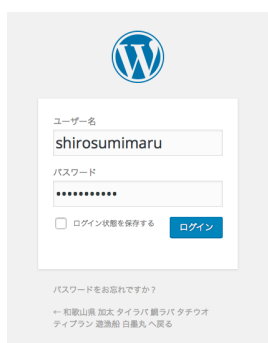 ユーザー名
shirosumimaru
パスワード
•••••••••••
ログイン状態を保存する
ログイン
パスワードをお忘れですか ?
← 和歌山県 加太 タイラバ 鯛ラバ タチウオ
ティプラン 遊漁船 白墨丸 へ戻る